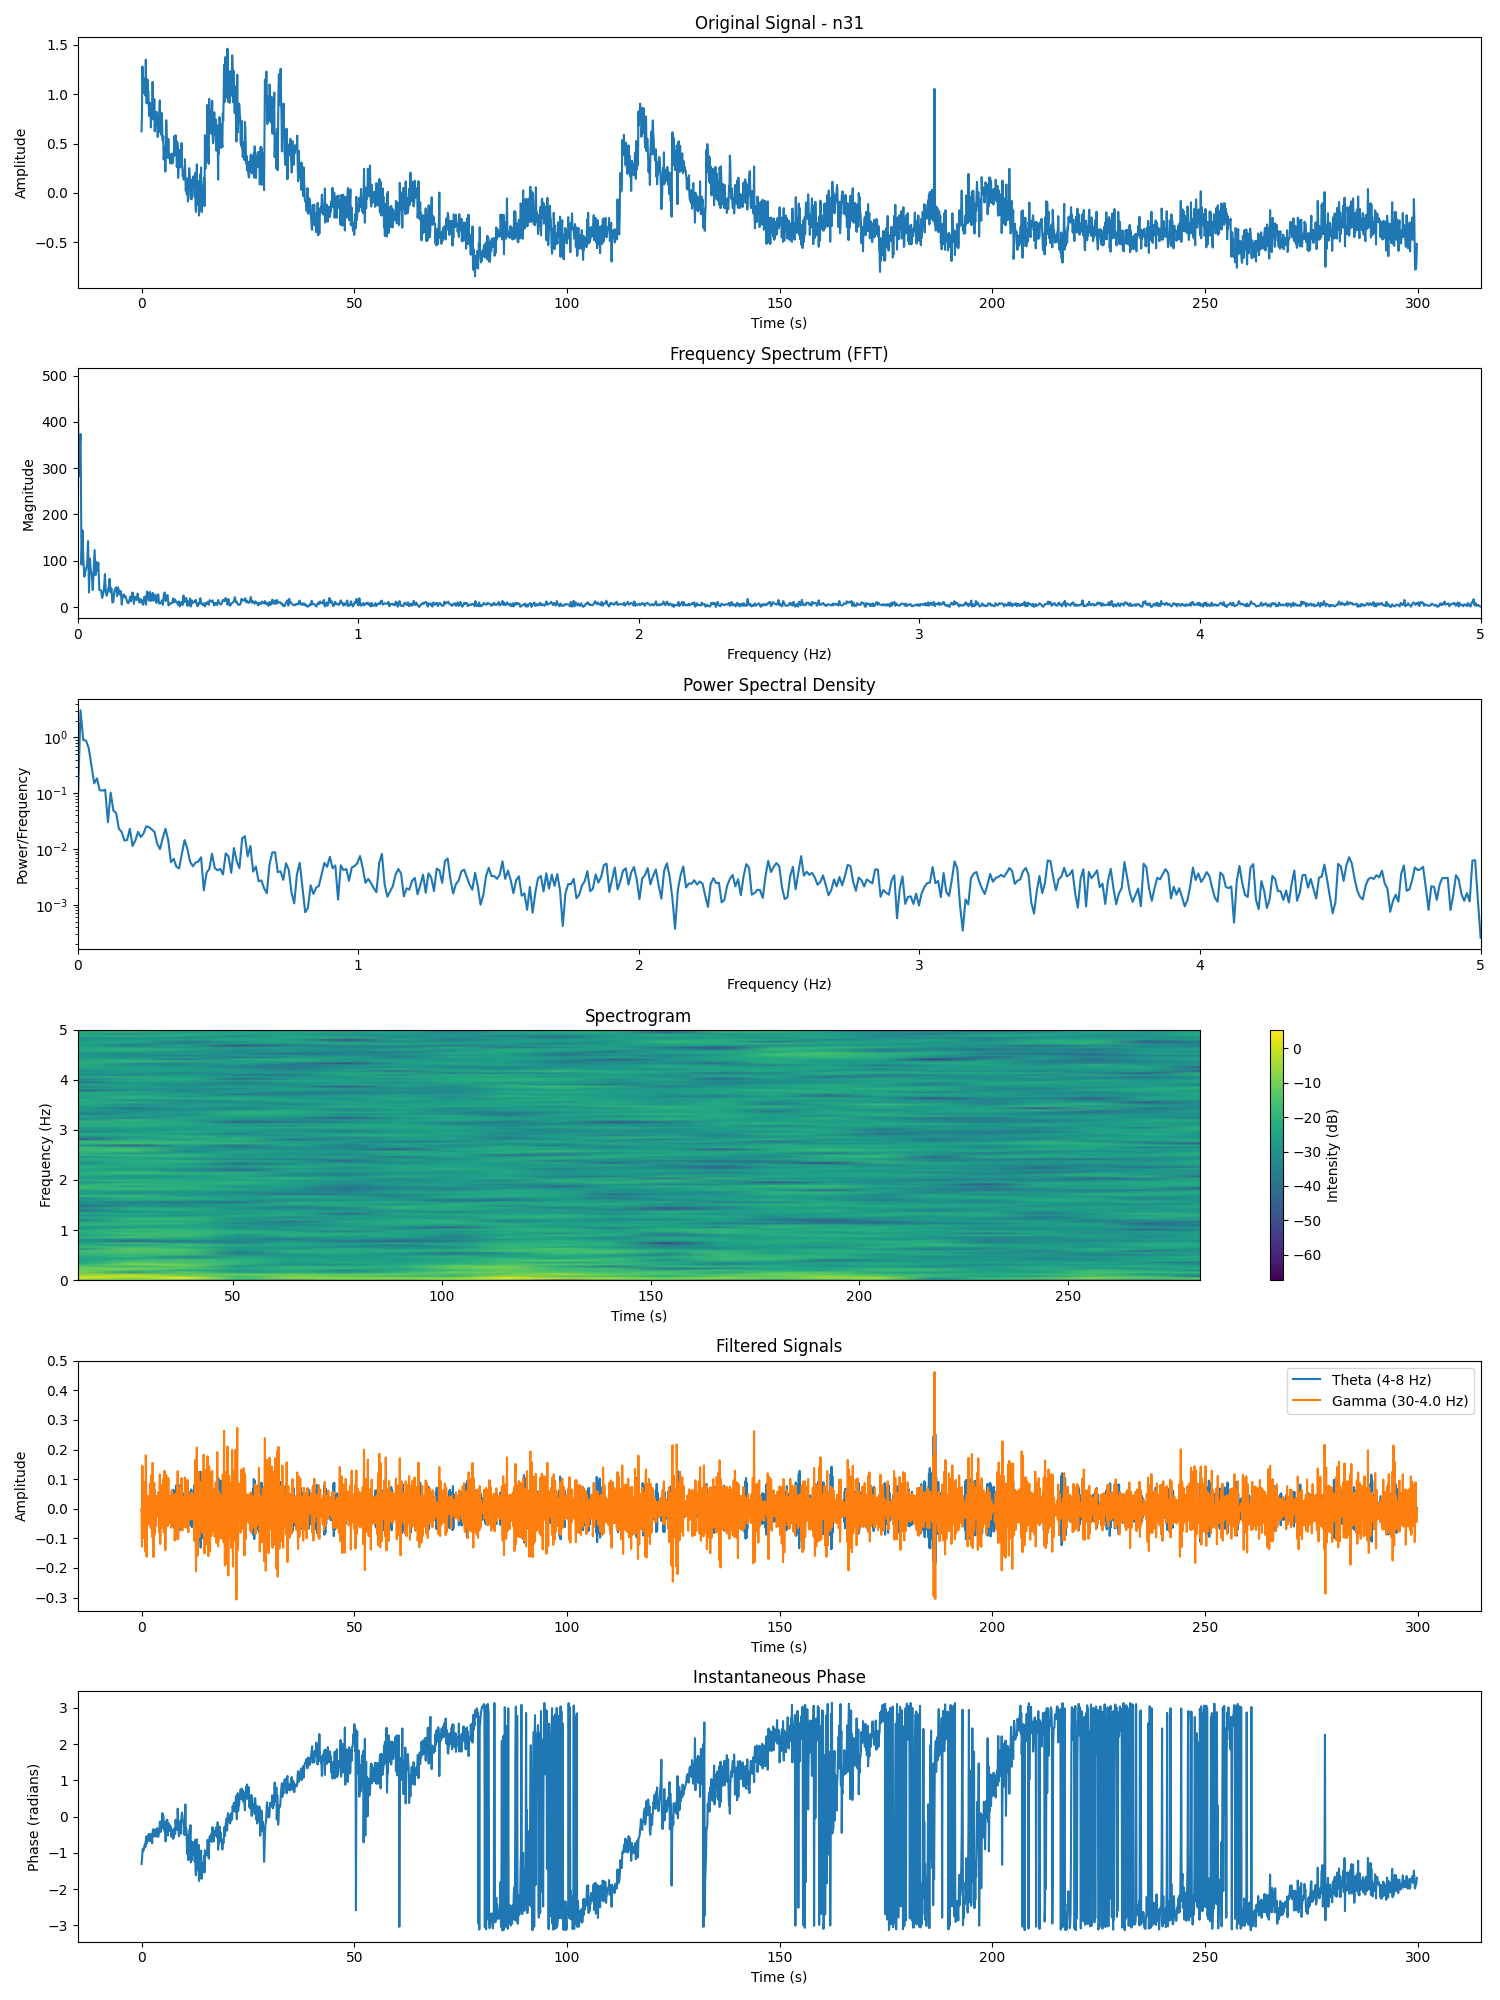 Original Signal - n31
1.5
1.0
0.5
0.0
−0.5
Amplitude
0 50 100 150 200 250 300
Time (s)
Frequency Spectrum (FFT)
500
400
300
200
100
0
Magnitude
0 1 2 3 4 5
Frequency (Hz)
Power Spectral Density
10⁰
10⁻¹
10⁻²
10⁻³
Power/Frequency
0 1 2 3 4 5
Frequency (Hz)
Spectrogram
5
4
3
2
1
0
Frequency (Hz)
50 100 150 200 250
Time (s)
0
−10
−20
−30
−40
−50
−60
Intensity (dB)
Filtered Signals
0.5
0.4
0.3
0.2
0.1
0.0
−0.1
−0.2
−0.3
Amplitude
Theta (4-8 Hz)
Gamma (30-4.0 Hz)
0 50 100 150 200 250 300
Time (s)
Instantaneous Phase
3
2
1
0
−1
−2
−3
Phase (radians)
0 50 100 150 200 250 300
Time (s)